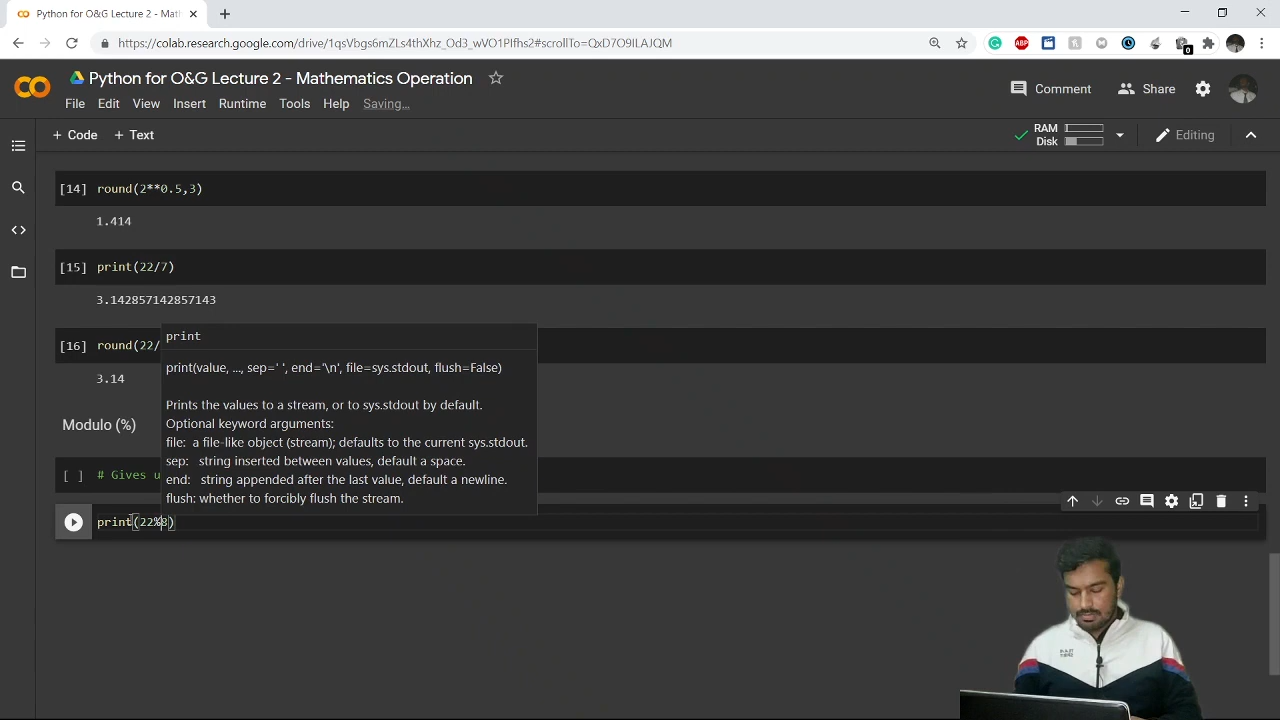 Python for O&G Lecture 2 - Math
https://colab.research.google.com/drive/
Python for O&G Lecture 2 - Mathematics Operation
File Edit View Insert Runtime Tools Help Saving...
Comment Share
+ Code + Text
RAM
Disk
Editing
[14] round(2**0.5,3)
1.414
[15] print(22/7)
3.142857142857143
[16] round(22/
3.14
print
print(value, ..., sep=' ', end='\n', file=sys.stdout, flush=False)
Prints the values to a stream, or to sys.stdout by default.
Optional keyword arguments:
file: a file-like object (stream); defaults to the current sys.stdout.
sep: string inserted between values, default a space.
end: string appended after the last value, default a newline.
flush: whether to forcibly flush the stream.
Modulo (%)
[ ] # Gives u
print(22%8)